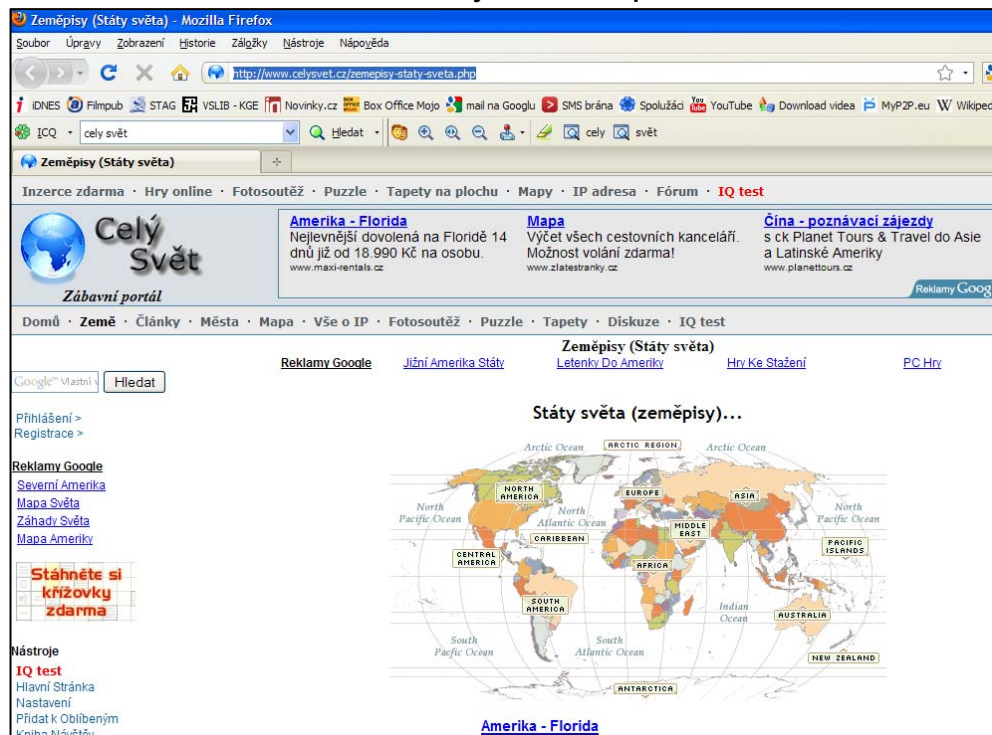 Zeměpisy (Státy světa) - Mozilla Firefox
Soubor Úpravy Zobrazení Historie Záložky Nástroje Nápověda
http://www.celysvet.cz/zemepisy-staty-sveta.php
iDNES Filmpub STAG VSLIB - KGE Novinky.cz Box Office Mojo mail na Googlu SMS brána Spolužáci YouTube Download videa MyP2P.eu Wikiped
ICQ cely svět Hledat cely svět
Zeměpisy (Státy světa)
Inzerce zdarma · Hry online · Fotosoutěž · Puzzle · Tapety na plochu · Mapy · IP adresa · Fórum · IQ test
Celý Svět
Zábavní portál
Amerika - Florida
Nejlevnější dovolená na Floridě 14
dnů již od 18.990 Kč na osobu.
www.maxi-rentals.cz
Mapa
Výčet všech cestovních kanceláří.
Možnost volání zdarma!
www.zlatestranky.cz
Čína - poznávací zájezdy
s ck Planet Tours & Travel do Asie
a Latinské Ameriky
www.planettours.cz
Reklamy Goog
Domů · Země · Články · Města · Mapa · Vše o IP · Fotosoutěž · Puzzle · Tapety · Diskuze · IQ test
Zeměpisy (Státy světa)
Reklamy Google Jižní Amerika Státy Letenky Do Ameriky Hry Ke Stažení PC Hry
Google™ Vlastní v Hledat
Přihlášení >
Registrace >
Reklamy Google
Severní Amerika
Mapa Světa
Záhady Světa
Mapa Ameriky
Stáhněte si
křížovky
zdarma
Nástroje
IQ test
Hlavní Stránka
Nastavení
Přidat k Oblíbeným
Kniha Návštěv
Státy světa (zeměpisy)...
Arctic Ocean ARCTIC REGION Arctic Ocean
NORTH AMERICA
EUROPE
ASIA
North Pacific Ocean
North Atlantic Ocean
MIDDLE EAST
North Pacific Ocean
CARIBBEAN
PACIFIC ISLANDS
CENTRAL AMERICA
AFRICA
SOUTH AMERICA
Indian Ocean
AUSTRALIA
South Pacific Ocean
South Atlantic Ocean
NEW ZEALAND
ANTARCTICA
Amerika - Florida